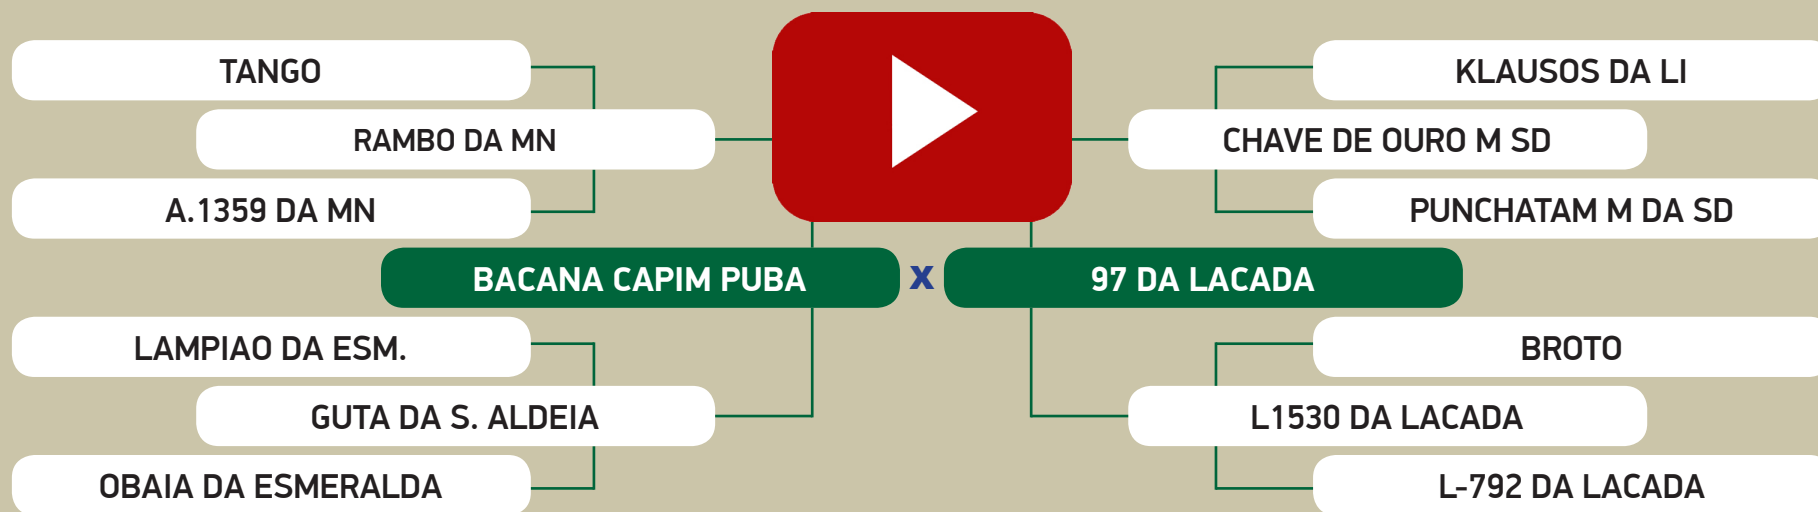 TANGO
RAMBO DA MN
A.1359 DA MN
KLAUSOS DA LI
CHAVE DE OURO M SD
PUNCHATAM M DA SD
BACANA CAPIM PUBA x 97 DA LACADA
LAMPIAO DA ESM.
GUTA DA S. ALDEIA
OBAIA DA ESMERALDA
BROTO
L1530 DA LACADA
L-792 DA LACADA